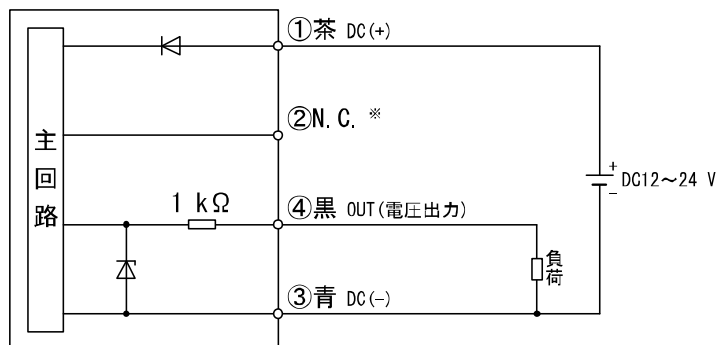 ①茶 DC(+)
②N.C. ※
主回路
1 kΩ
④黒 OUT(電圧出力)
③青 DC(−)
負荷
+
DC12～24 V
−